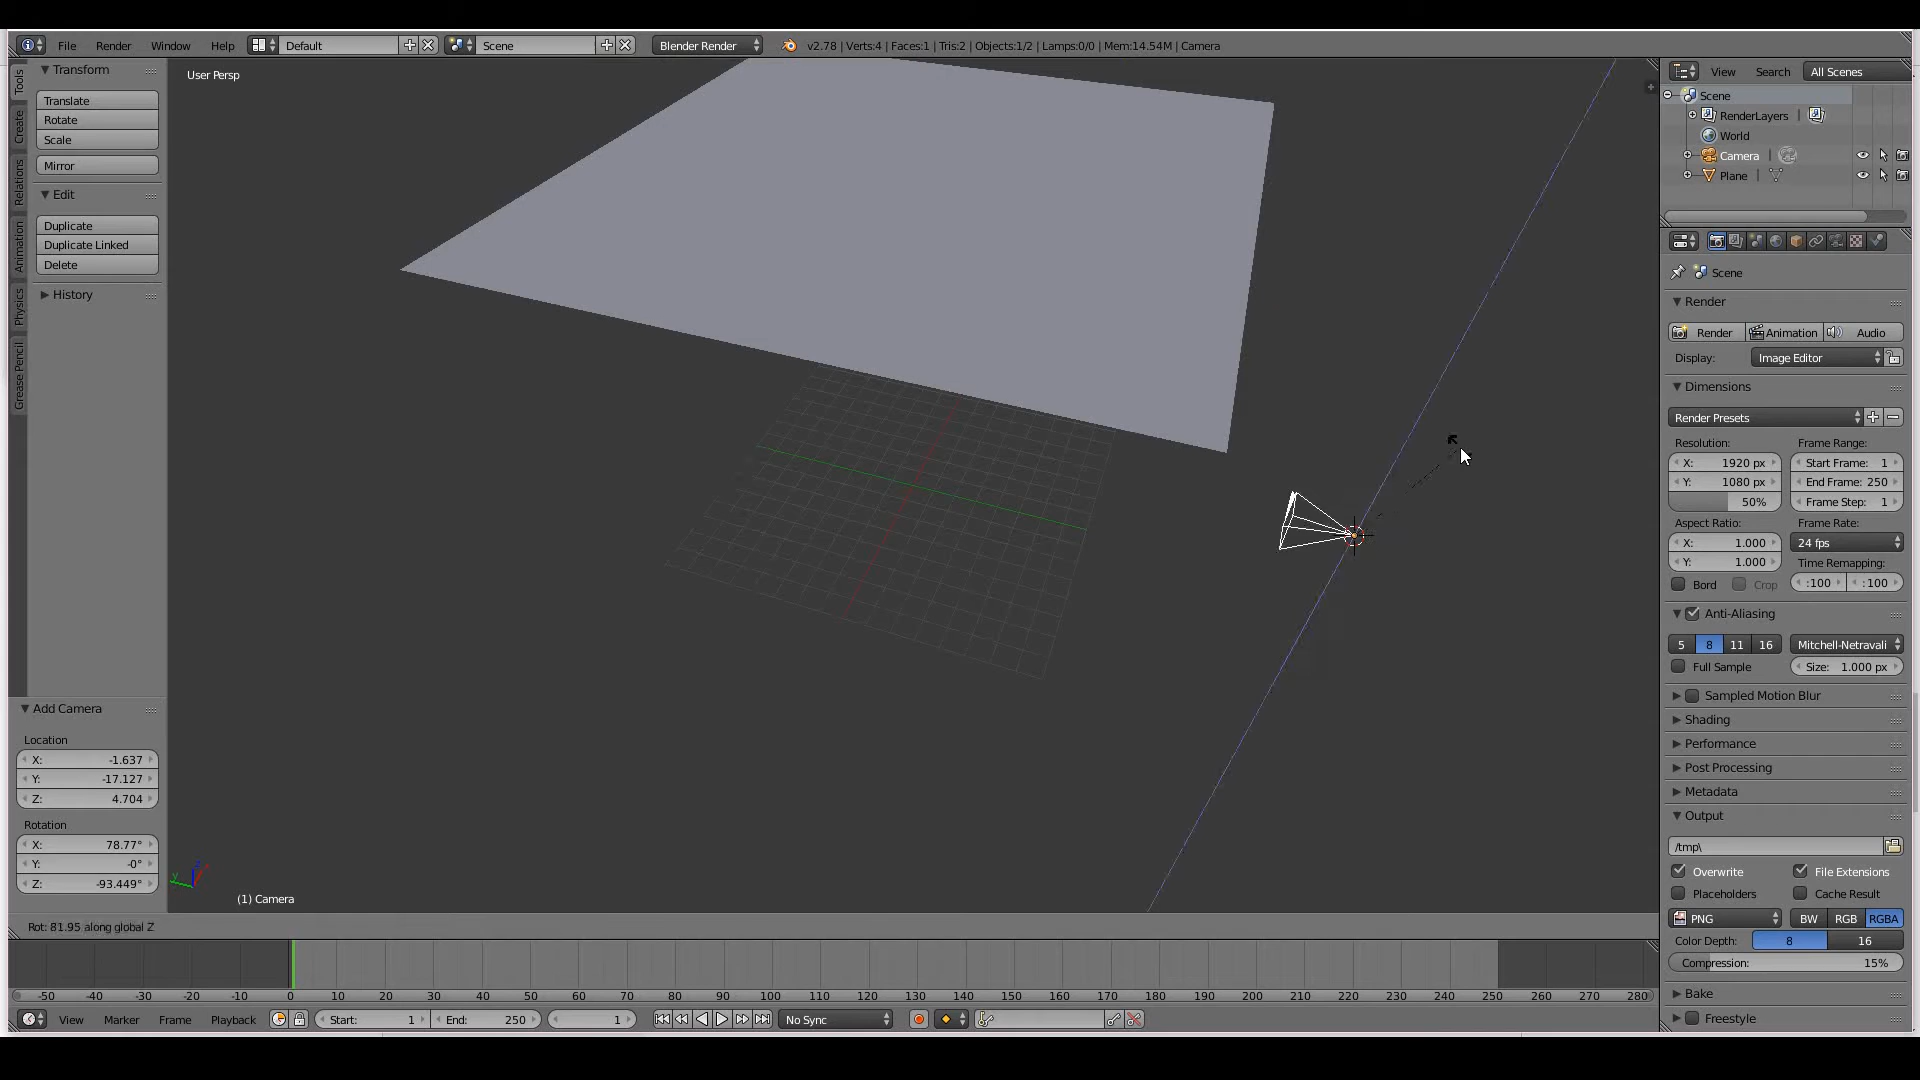 File Render Window Help Default Scene Blender Render v2.78 | Verts:4 | Faces:1 | Tris:2 | Objects:1/2 | Lamps:0/0 | Mem:14.54M | Camera
Tools
Create
Relations
Animation
Physics
Grease Pencil
Transform
Translate
Rotate
Scale
Mirror
Edit
Duplicate
Duplicate Linked
Delete
History
Add Camera
Location
X: -1.637
Y: -17.127
Z: 4.704
Rotation
X: 78.77°
Y: -0°
Z: -93.449°
User Persp
z
y
(1) Camera
Rot: 81.95 along global Z
View Search All Scenes
Scene
RenderLayers |
World
Camera |
Plane |
Scene
Render
Render Animation Audio
Display: Image Editor
Dimensions
Render Presets
Resolution: Frame Range:
X: 1920 px Start Frame: 1
Y: 1080 px End Frame: 250
50% Frame Step: 1
Aspect Ratio: Frame Rate:
X: 1.000 24 fps
Y: 1.000 Time Remapping:
Bord Crop :100 :100
Anti-Aliasing
5 8 11 16 Mitchell-Netravali
Full Sample Size: 1.000 px
Sampled Motion Blur
Shading
Performance
Post Processing
Metadata
Output
/tmp\
Overwrite File Extensions
Placeholders Cache Result
PNG BW RGB RGBA
Color Depth: 8 16
Compression: 15%
Bake
Freestyle
-50 -40 -30 -20 -10 0 10 20 30 40 50 60 70 80 90 100 110 120 130 140 150 160 170 180 190 200 210 220 230 240 250 260 270 280
View Marker Frame Playback Start: 1 End: 250 1 No Sync